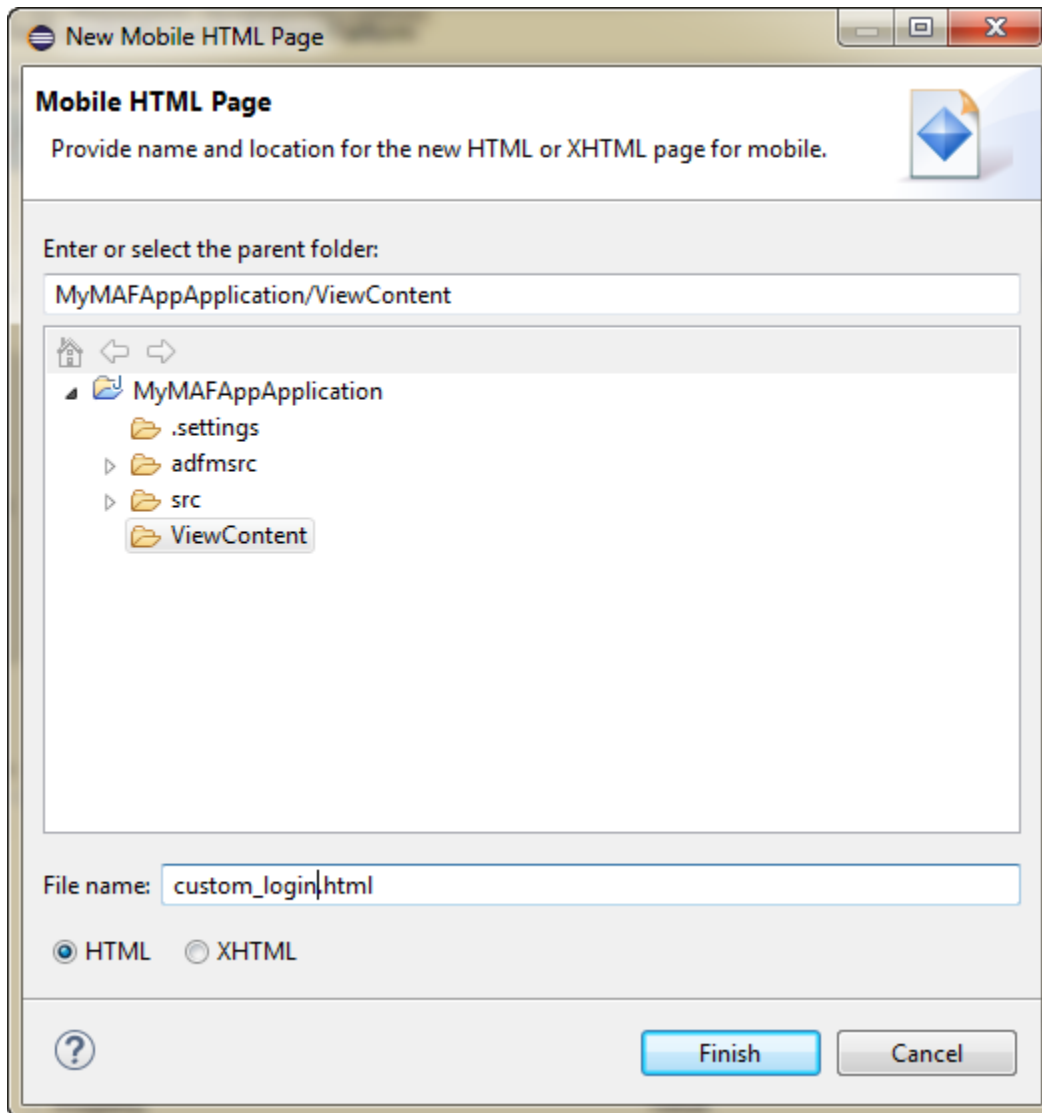 New Mobile HTML Page
Mobile HTML Page
Provide name and location for the new HTML or XHTML page for mobile.
Enter or select the parent folder:
MyMAFAppApplication/ViewContent
MyMAFAppApplication
.settings
adfmsrc
src
ViewContent
File name: custom_login.html
HTML XHTML
? Finish Cancel